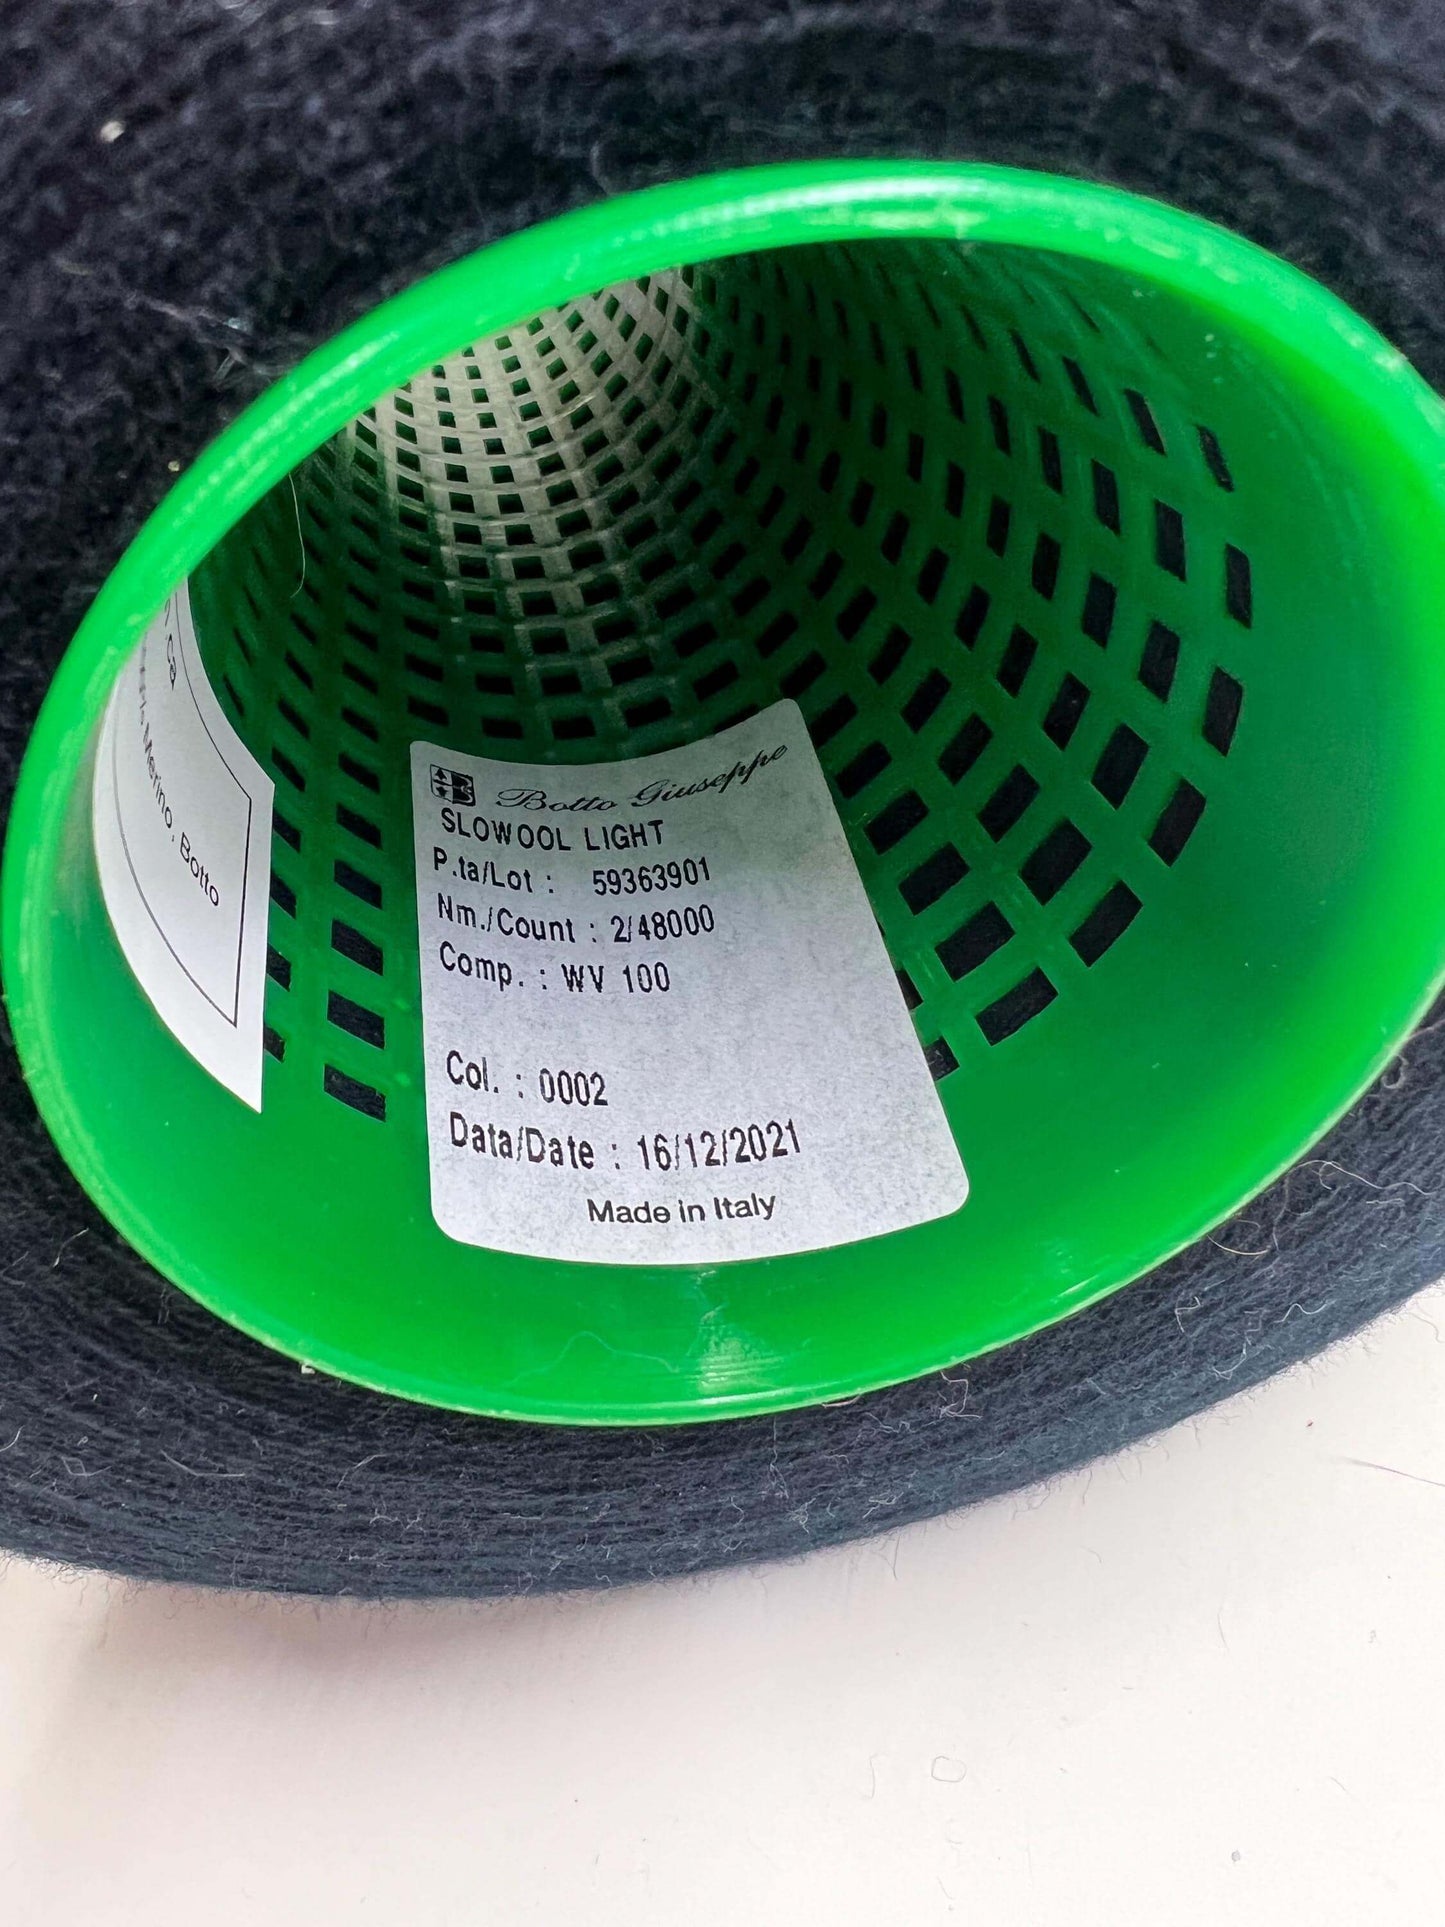 Botto Giuseppe
SLOWOOL LIGHT
P.ta/Lot : 59363901
Nm./Count : 2/48000
Comp. : WV 100
Col. : 0002
Data/Date : 16/12/2021
Made in Italy
Merino, Botto